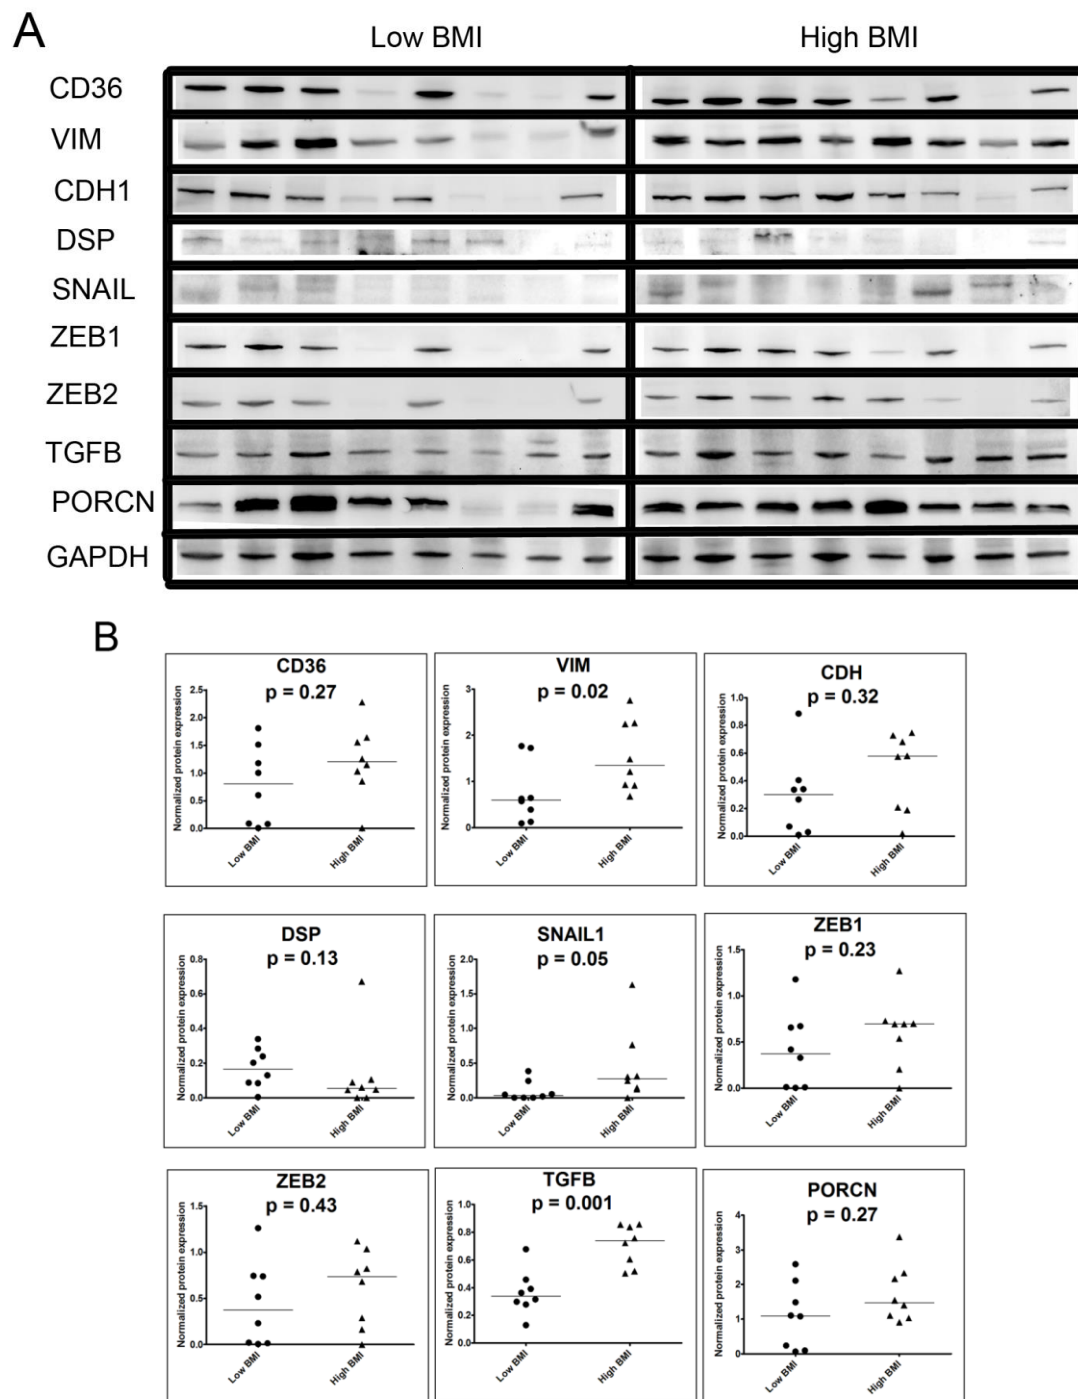 A
Low BMI High BMI
CD36
VIM
CDH1
DSP
SNAIL
ZEB1
ZEB2
TGFB
PORCN
GAPDH
B
CD36
p = 0.27
Normalized protein expression
2.5
2.0
1.5
1.0
0.5
0.0
Low BMI High BMI
VIM
p = 0.02
Normalized protein expression
3
2
1
0
Low BMI High BMI
CDH
p = 0.32
Normalized protein expression
1.0
0.8
0.6
0.4
0.2
0.0
Low BMI High BMI
DSP
p = 0.13
Normalized protein expression
0.8
0.6
0.4
0.2
0.0
Low BMI High BMI
SNAIL1
p = 0.05
Normalized protein expression
2.0
1.5
1.0
0.5
0.0
Low BMI High BMI
ZEB1
p = 0.23
Normalized protein expression
1.5
1.0
0.5
0.0
Low BMI High BMI
ZEB2
p = 0.43
Normalized protein expression
1.5
1.0
0.5
0.0
Low BMI High BMI
TGFB
p = 0.001
Normalized protein expression
1.0
0.8
0.6
0.4
0.2
0.0
Low BMI High BMI
PORCN
p = 0.27
Normalized protein expression
4
3
2
1
0
Low BMI High BMI